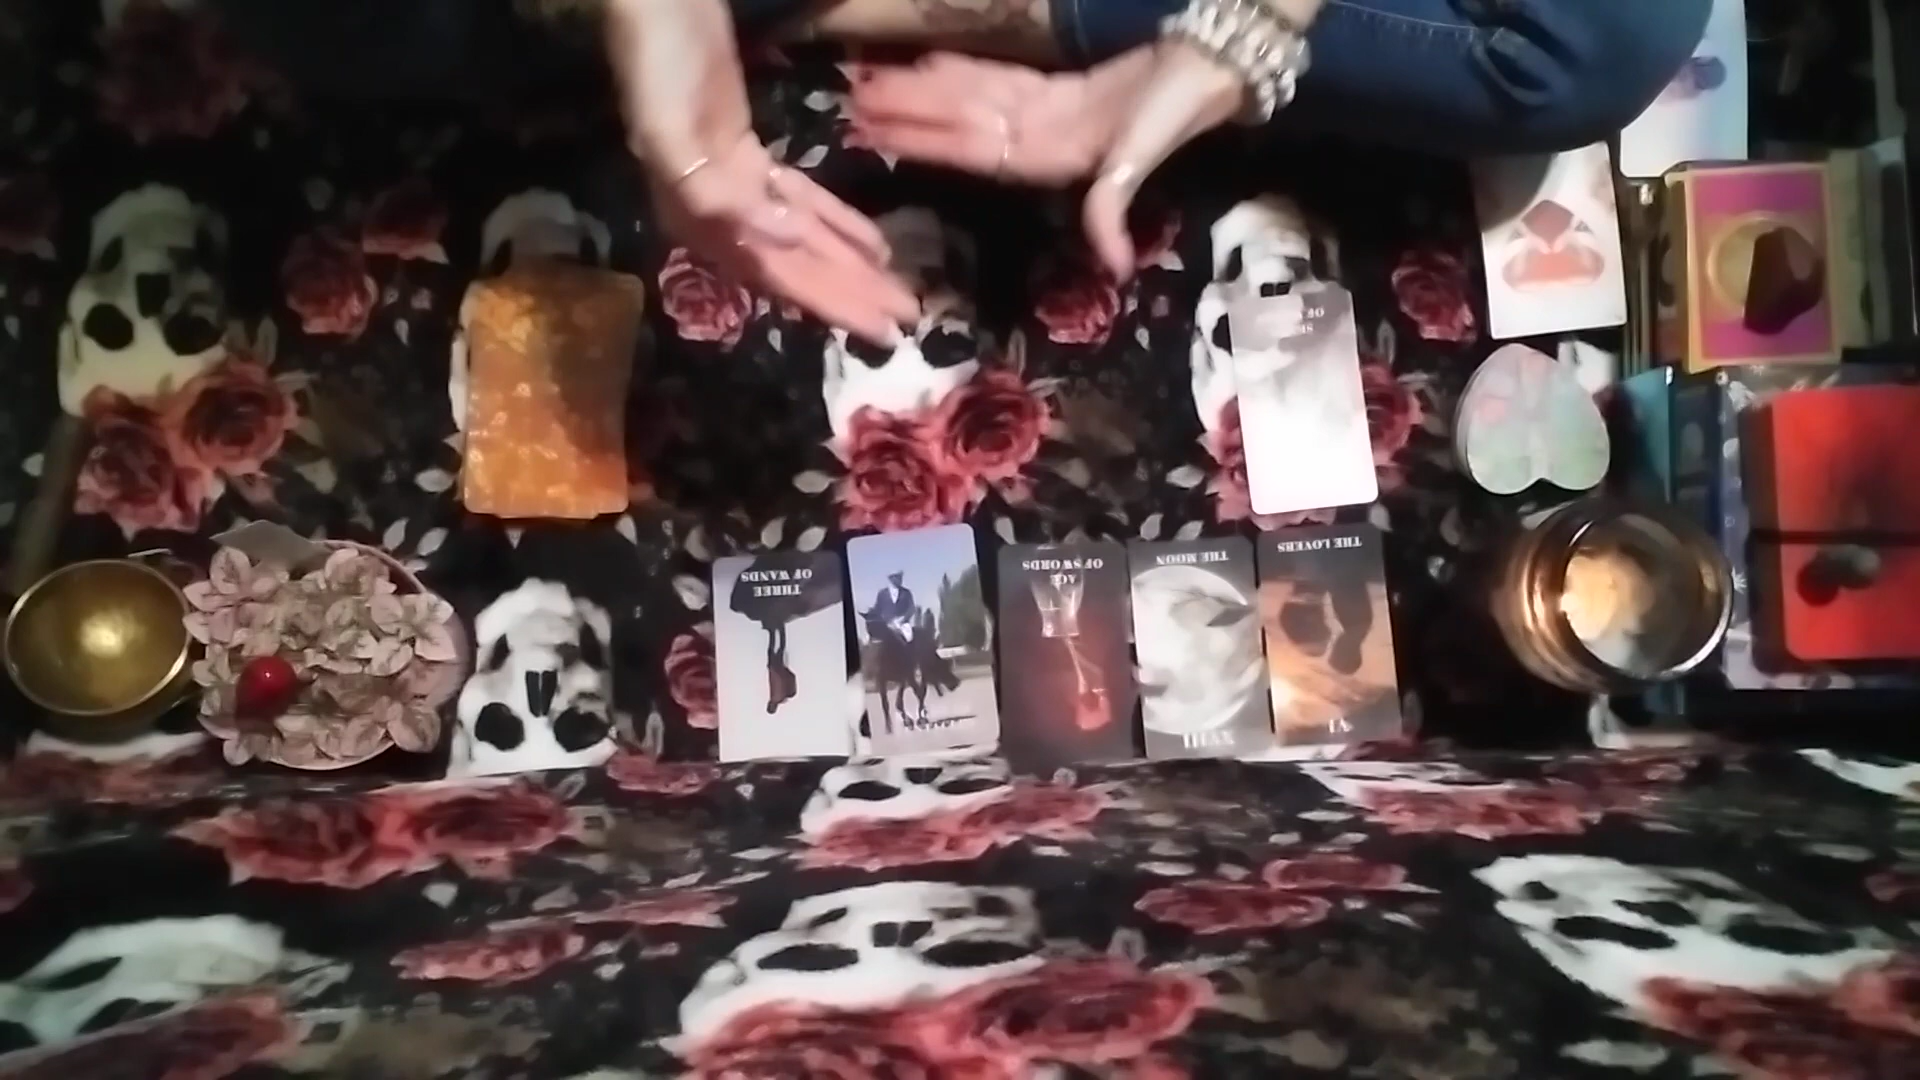 THREE
OF WANDS
ACE
OF SWORDS
THE MOON
XVIII
THE LOVERS
VI